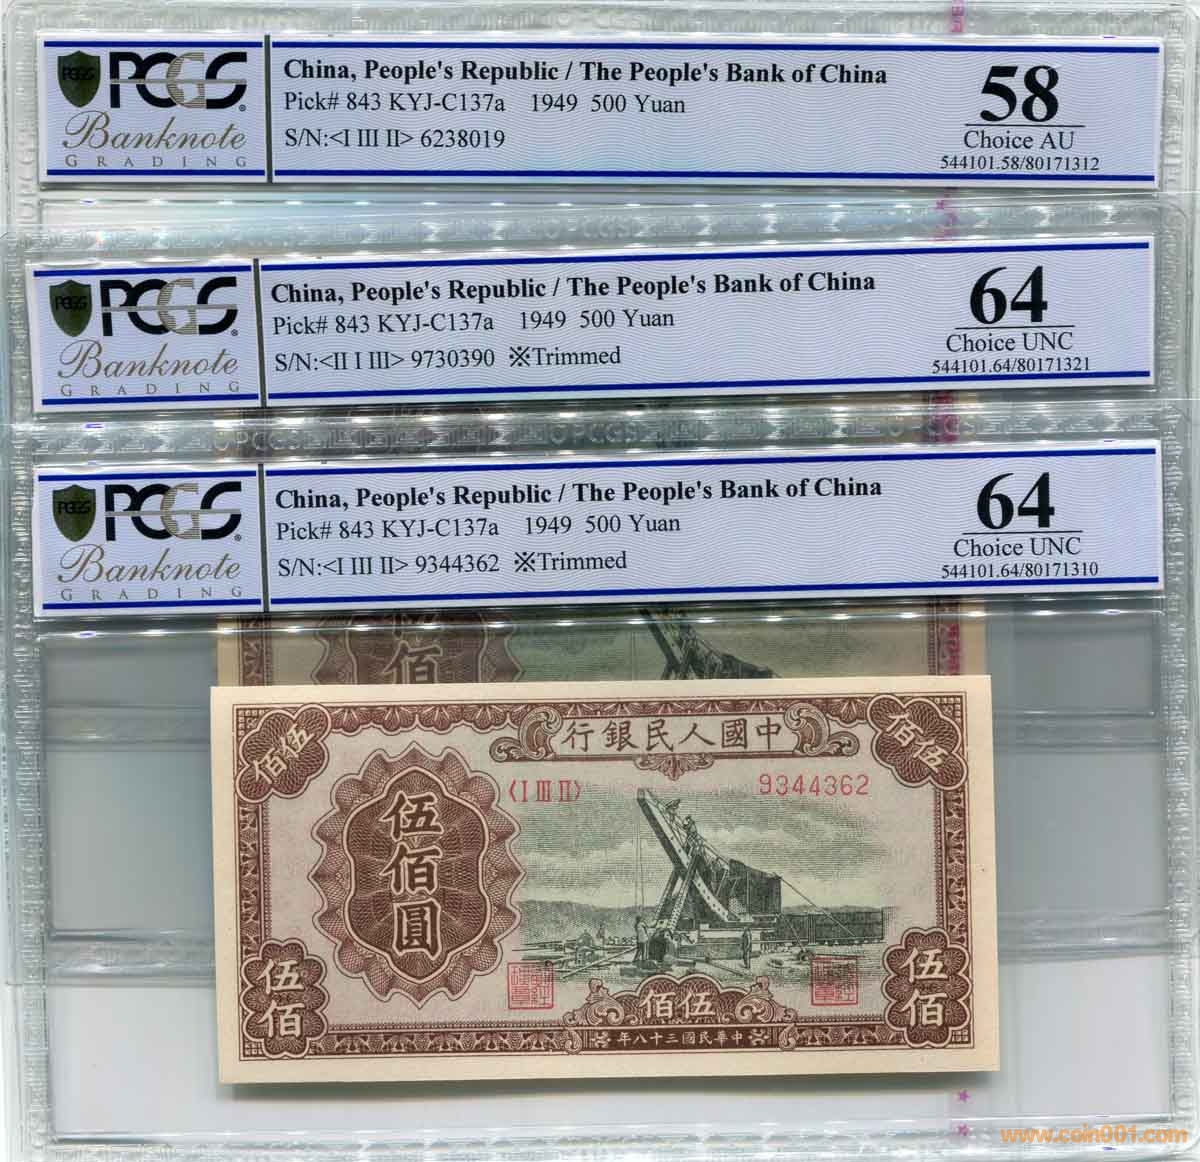 PCGS
Banknote
GRADING
China, People's Republic / The People's Bank of China
Pick# 843 KYJ-C137a 1949 500 Yuan
S/N:<I III II> 6238019
58
Choice AU
544101.58/80171312
PCGS
PCGS
Banknote
GRADING
China, People's Republic / The People's Bank of China
Pick# 843 KYJ-C137a 1949 500 Yuan
S/N:<II I III> 9730390 ※Trimmed
64
Choice UNC
544101.64/80171321
PCGS PCGS PCGS
PCGS
Banknote
GRADING
China, People's Republic / The People's Bank of China
Pick# 843 KYJ-C137a 1949 500 Yuan
S/N:<I III II> 9344362 ※Trimmed
64
Choice UNC
544101.64/80171310
佰
行銀民人國中
佰伍
佰伍
〈I III II〉
9344362
伍佰圓
伍佰
伍佰
佰伍
年八十三國民華中
www.coin001.com